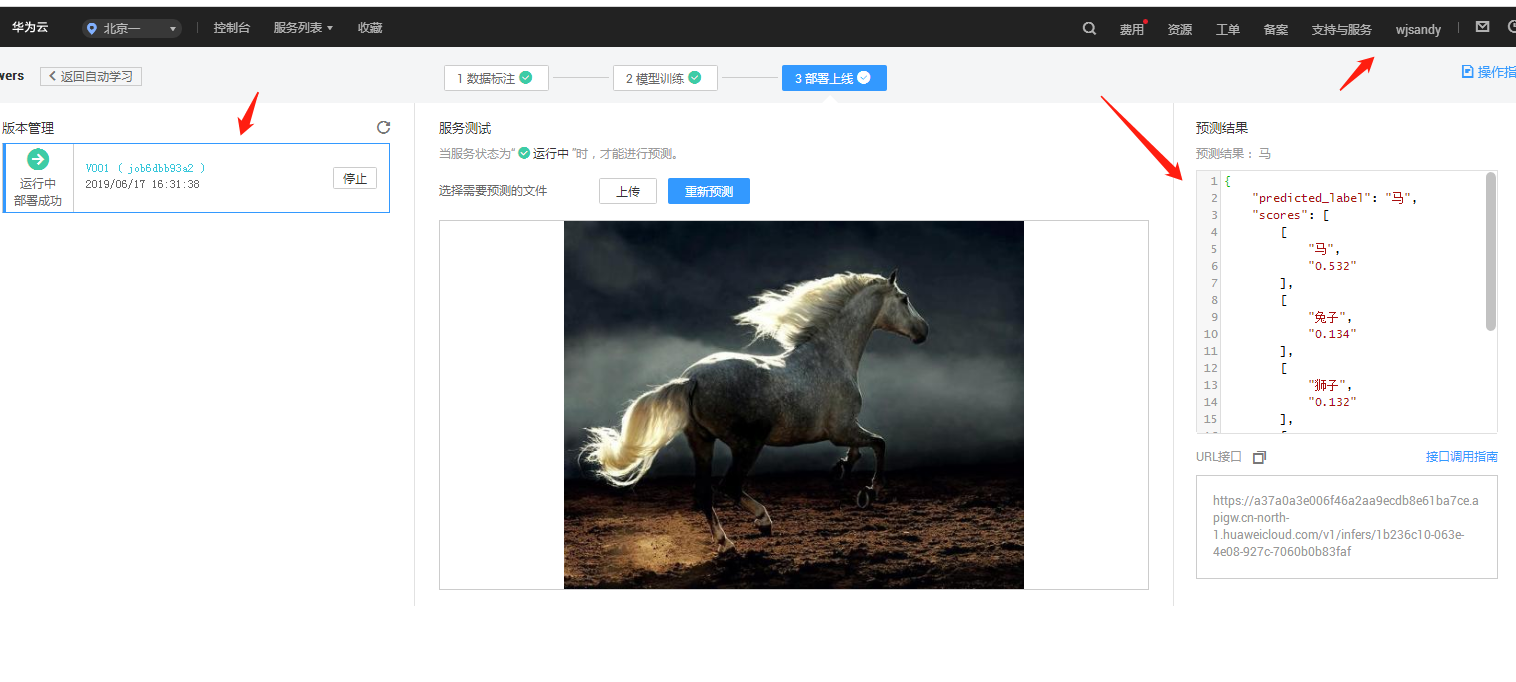 华为云 北京一 控制台 服务列表 收藏 费用 资源 工单 备案 支持与服务 wjsandy
wers 返回自动学习 1 数据标注 2 模型训练 3 部署上线 操作指
版本管理
运行中
部署成功
V001 ( job6dbb93a2 )
2019/06/17 16:31:38
停止
服务测试
当服务状态为“ 运行中 ”时，才能进行预测。
选择需要预测的文件 上传 重新预测
预测结果
预测结果： 马
1 {
2 "predicted_label": "马",
3 "scores": [
4 [
5 "马",
6 "0.532"
7 ],
8 [
9 "兔子",
10 "0.134"
11 ],
12 [
13 "狮子",
14 "0.132"
15 ],
URL接口 接口调用指南
https://a37a0a3e006f46a2aa9ecdb8e61ba7ce.a
pigw.cn-north-
1.huaweicloud.com/v1/infers/1b236c10-063e-
4e08-927c-7060b0b83faf